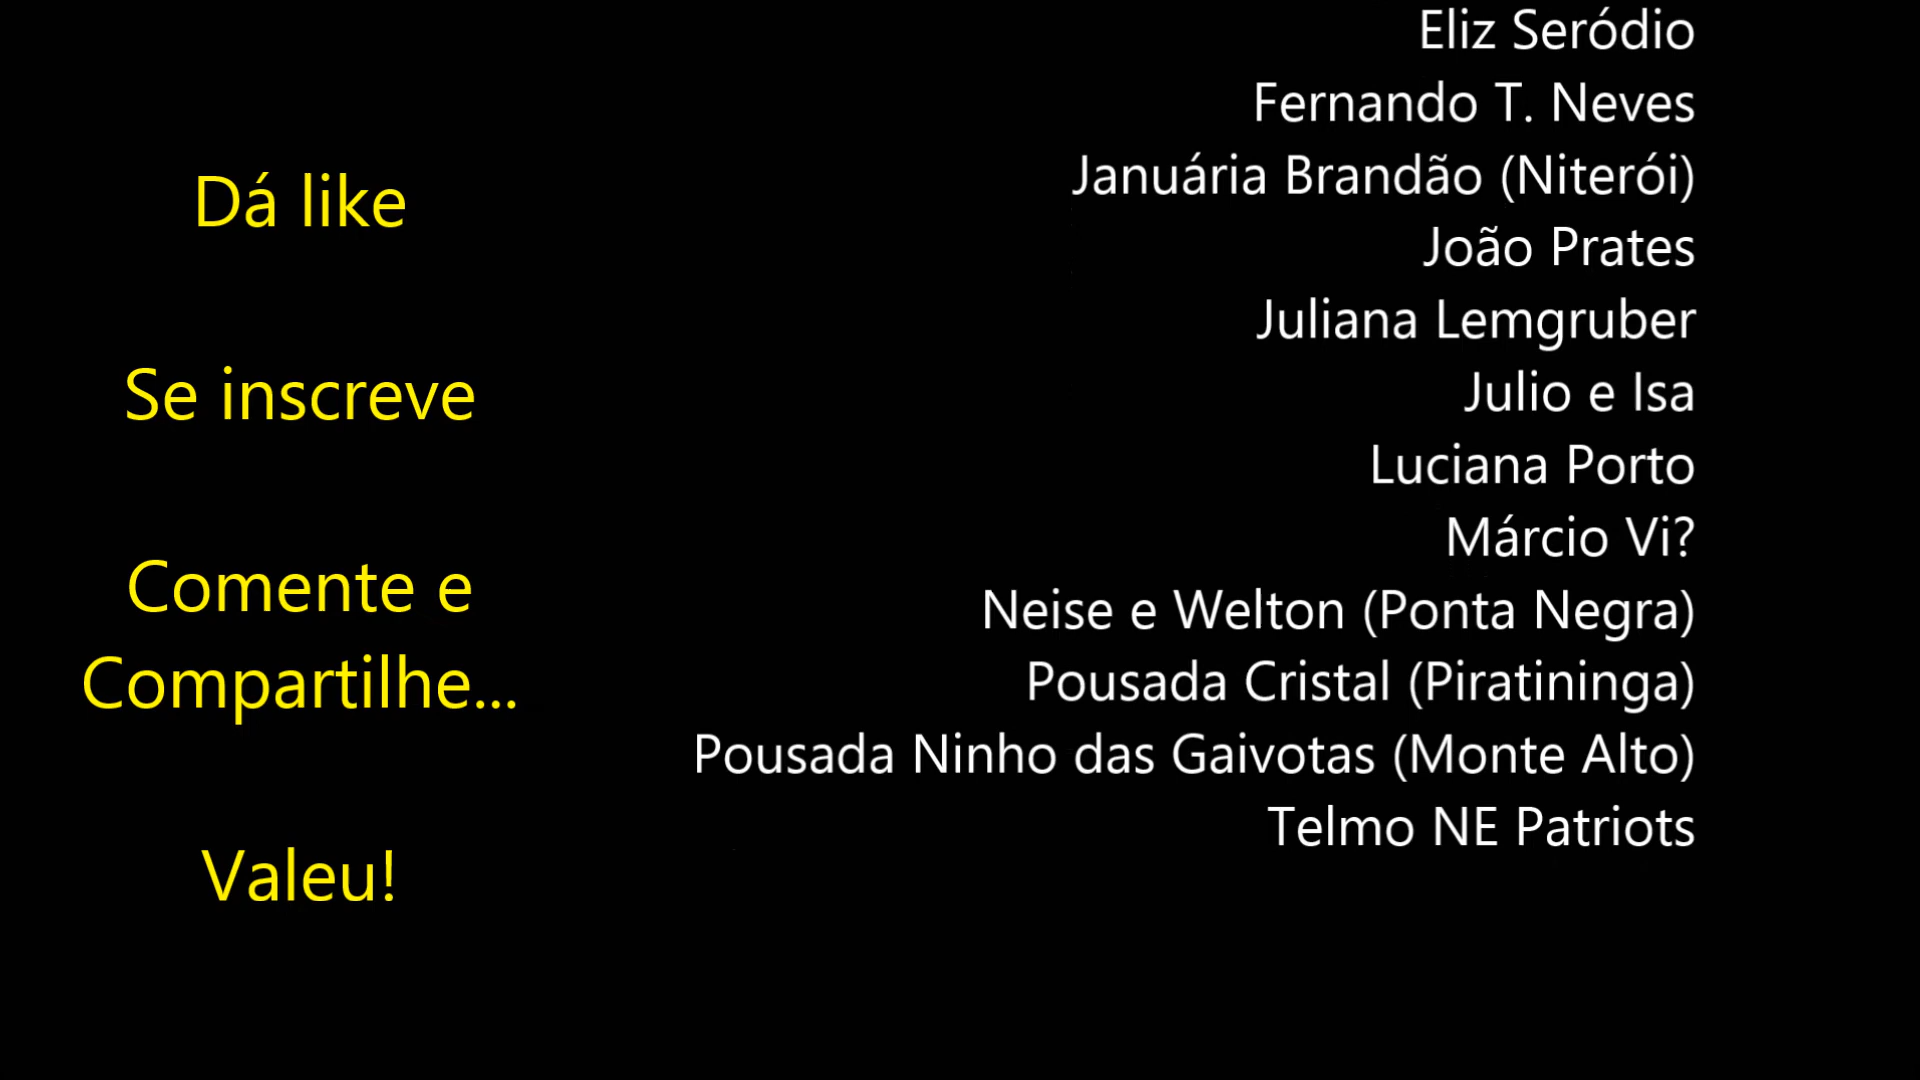 Dá like
Se inscreve
Comente e
Compartilhe...
Valeu!
Eliz Seródio
Fernando T. Neves
Januária Brandão (Niterói)
João Prates
Juliana Lemgruber
Julio e Isa
Luciana Porto
Márcio Vi?
Neise e Welton (Ponta Negra)
Pousada Cristal (Piratininga)
Pousada Ninho das Gaivotas (Monte Alto)
Telmo NE Patriots